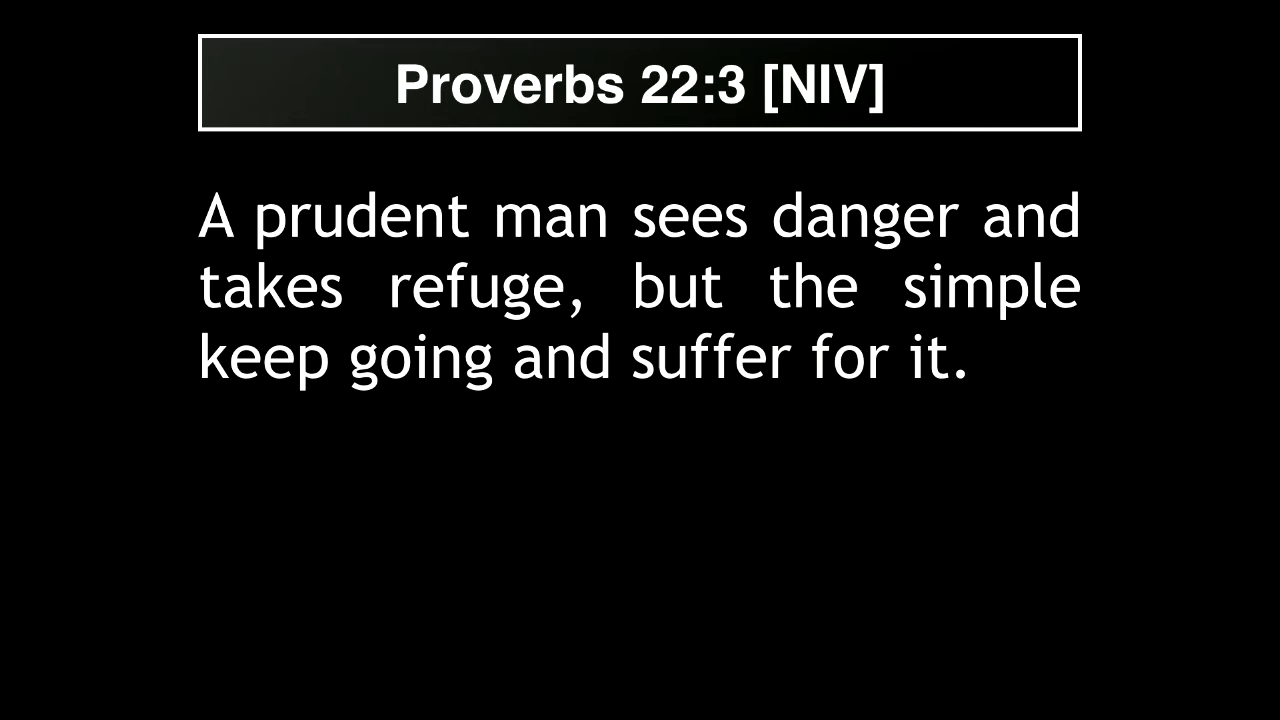 Proverbs 22:3 [NIV]
A prudent man sees danger and
takes refuge, but the simple
keep going and suffer for it.